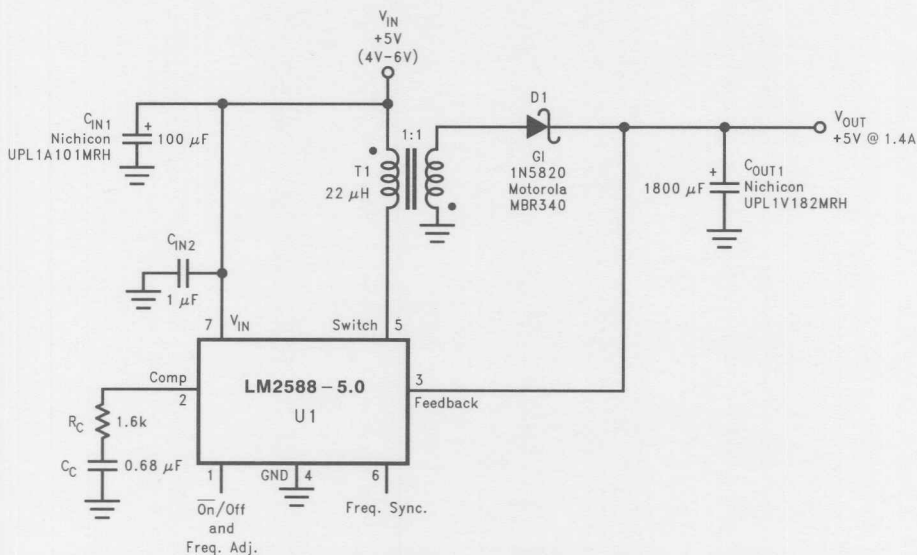 V_IN
+5V
(4V–6V)
C_IN1
Nichicon
UPL1A101MRH
+
100 μF
1:1
T1
22 μH
D1
GI
1N5820
Motorola
MBR340
V_OUT
+5V @ 1.4A
+
1800 μF
C_OUT1
Nichicon
UPL1V182MRH
C_IN2
1 μF
7
V_IN
Switch
5
Comp
2
LM2588–5.0
U1
3
Feedback
R_C
1.6k
C_C
0.68 μF
1
GND
4
6
O̅n̅/Off
and
Freq. Adj.
Freq. Sync.